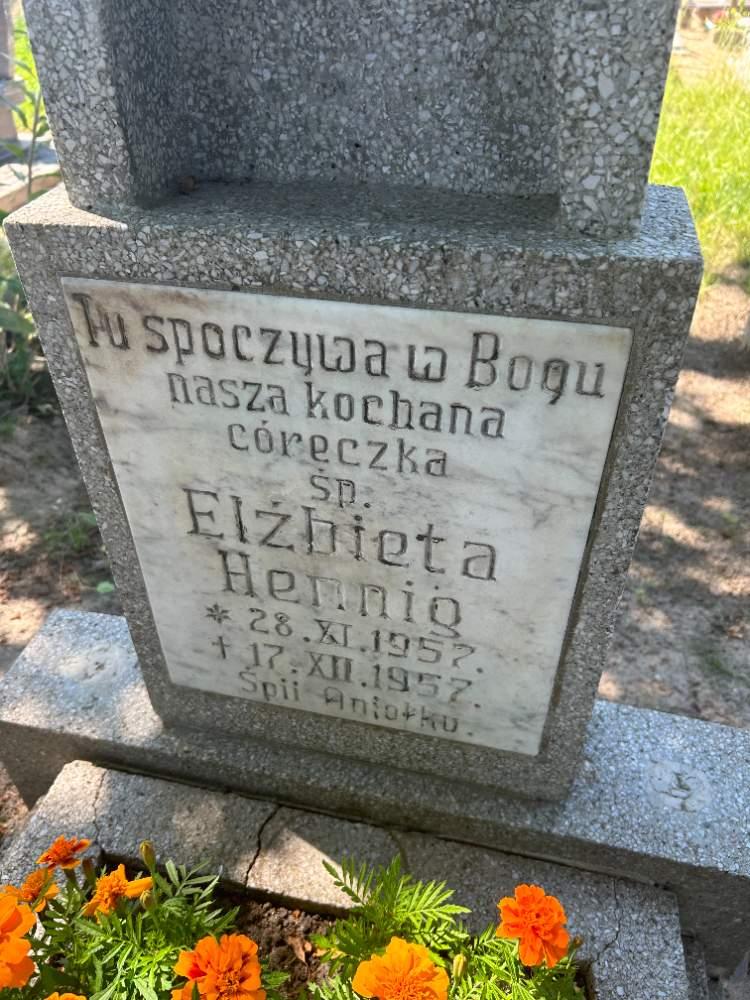 Tu spoczywa w Bogu
nasza kochana
córeczka
śp.
Elżbieta
Hennig
* 28. XI. 1957.
† 17. XII. 1957.
Śpij Aniołku.